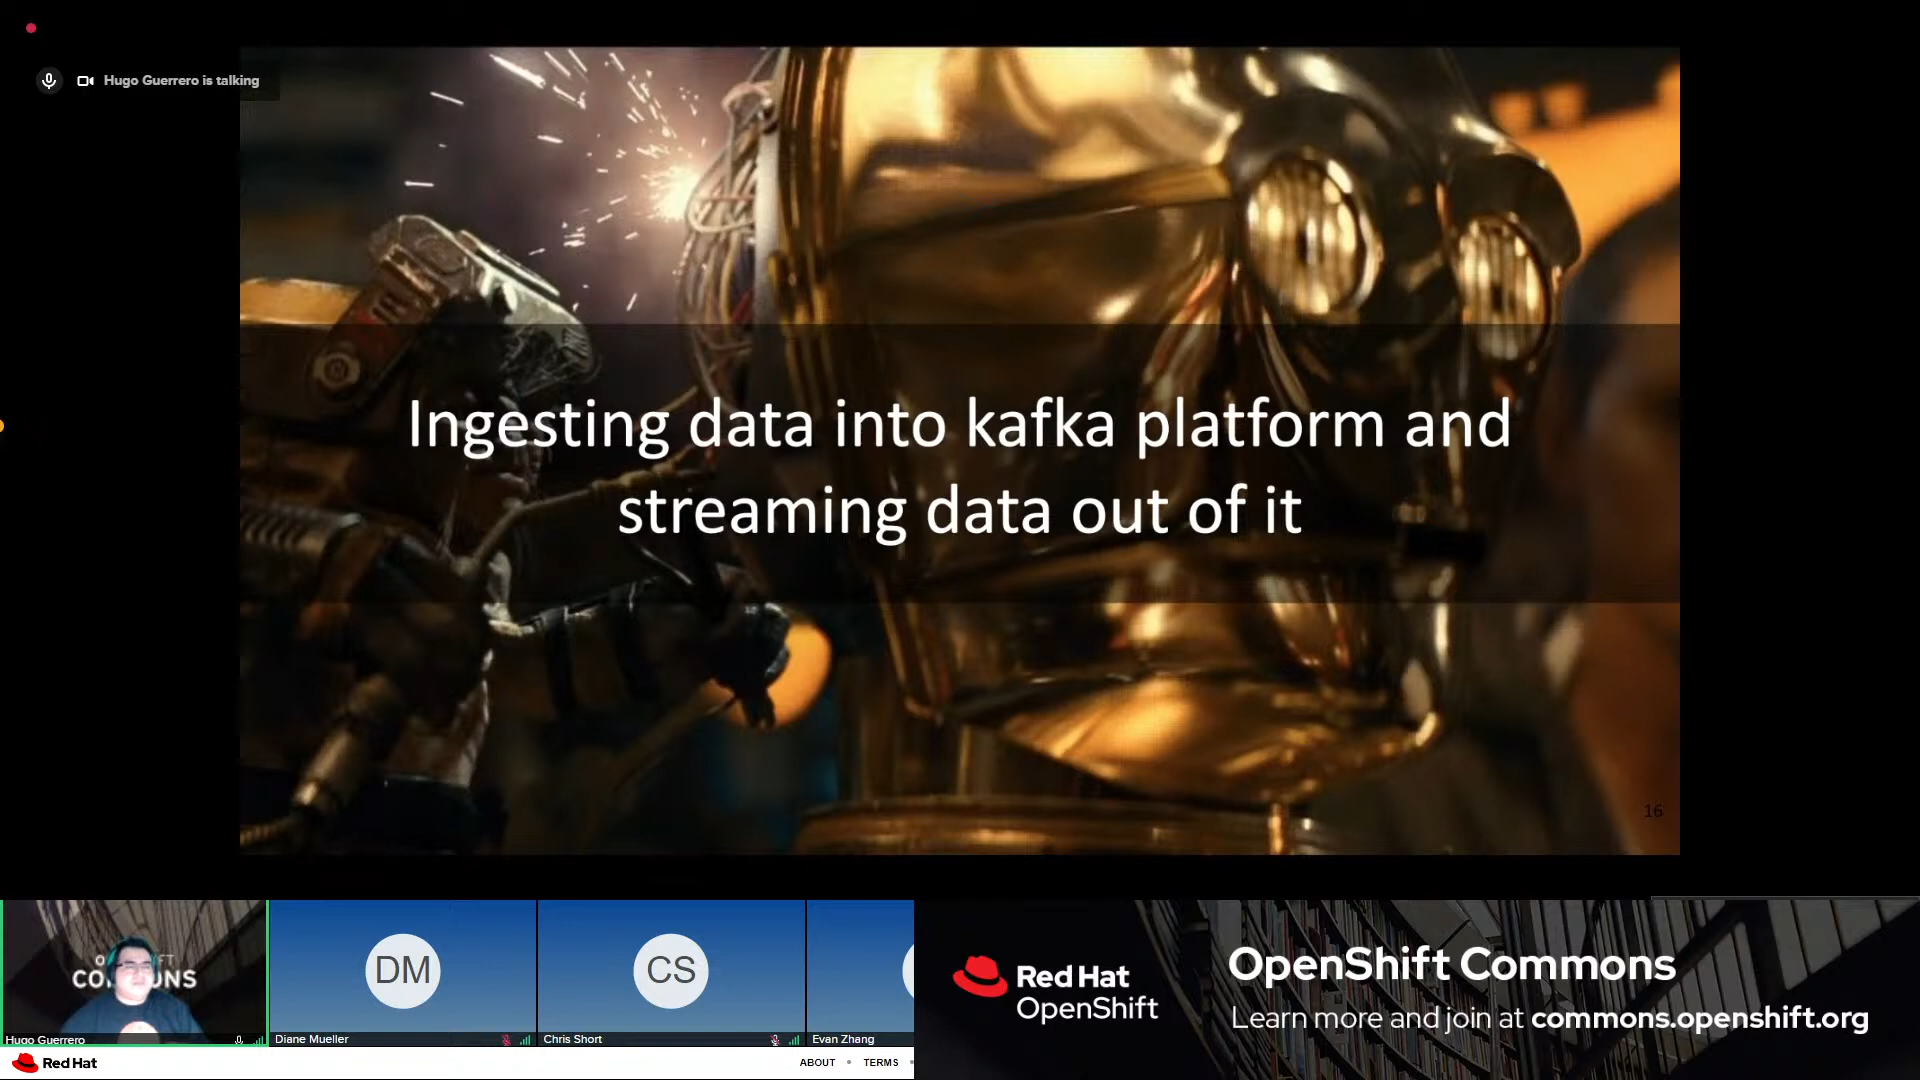 Hugo Guerrero is talking
Ingesting data into kafka platform and
streaming data out of it
16
COMMONS
DM
CS
Hugo Guerrero
Diane Mueller
Chris Short
Evan Zhang
Red Hat
ABOUT • TERMS
Red Hat
OpenShift
OpenShift Commons
Learn more and join at commons.openshift.org